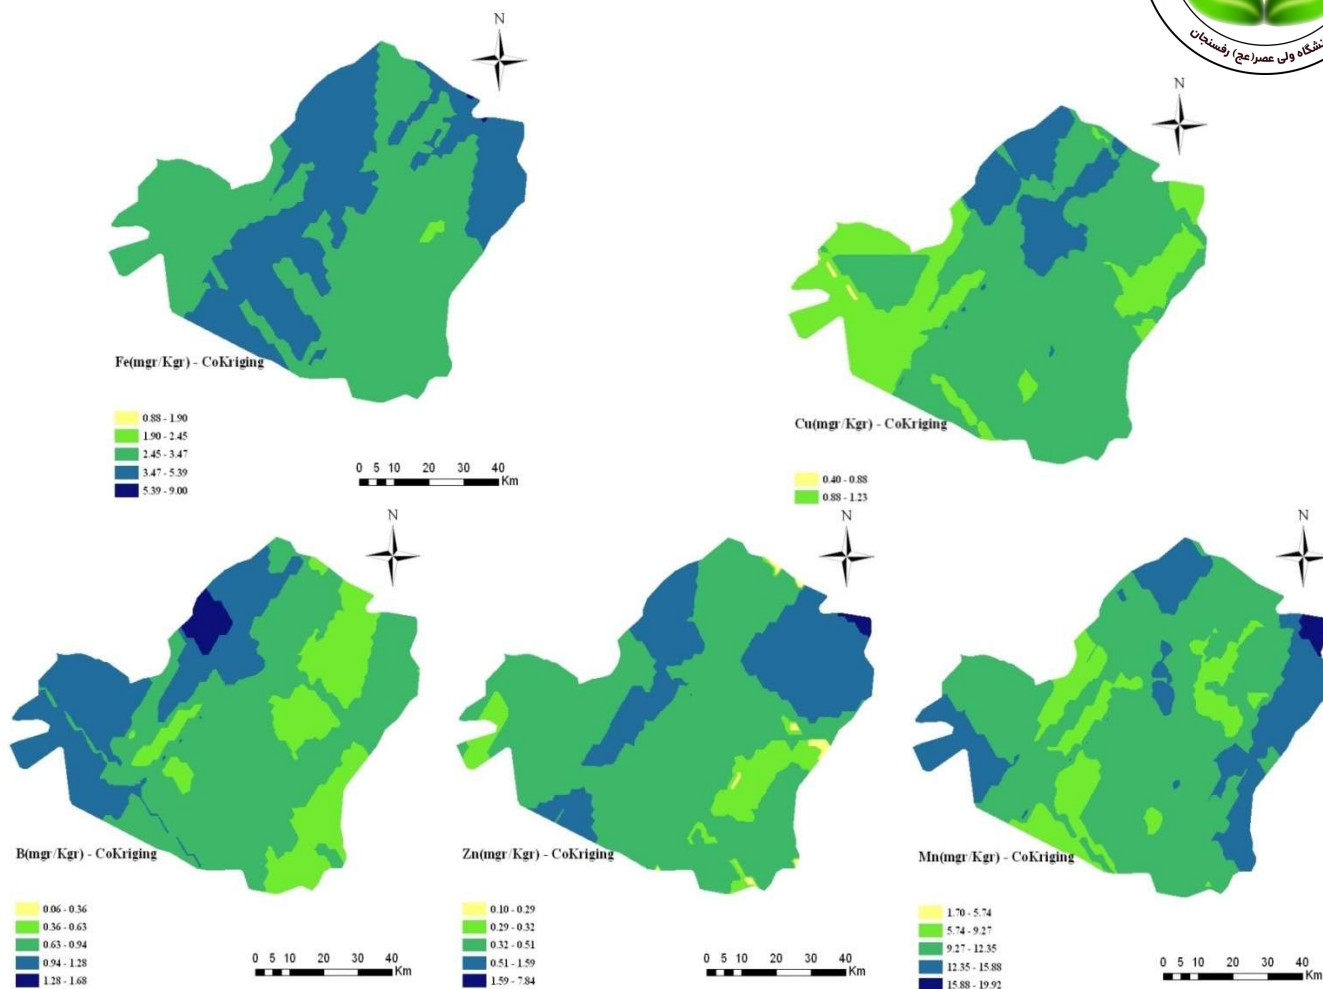 دانشگاه ولی عصر(عج) رفسنجان
N
N
Fe(mgr/Kgr) - CoKriging
0.88 - 1.90
1.90 - 2.45
2.45 - 3.47
3.47 - 5.39
5.39 - 9.00
0 5 10 20 30 40
Km
Cu(mgr/Kgr) - CoKriging
0.40 - 0.88
0.88 - 1.23
N
N
N
B(mgr/Kgr) - CoKriging
0.06 - 0.36
0.36 - 0.63
0.63 - 0.94
0.94 - 1.28
1.28 - 1.68
0 5 10 20 30 40
Km
Zn(mgr/Kgr) - CoKriging
0.10 - 0.29
0.29 - 0.32
0.32 - 0.51
0.51 - 1.59
1.59 - 7.84
0 5 10 20 30 40
Km
Mn(mgr/Kgr) - CoKriging
1.70 - 5.74
5.74 - 9.27
9.27 - 12.35
12.35 - 15.88
15.88 - 19.92
0 5 10 20 30 40
Km